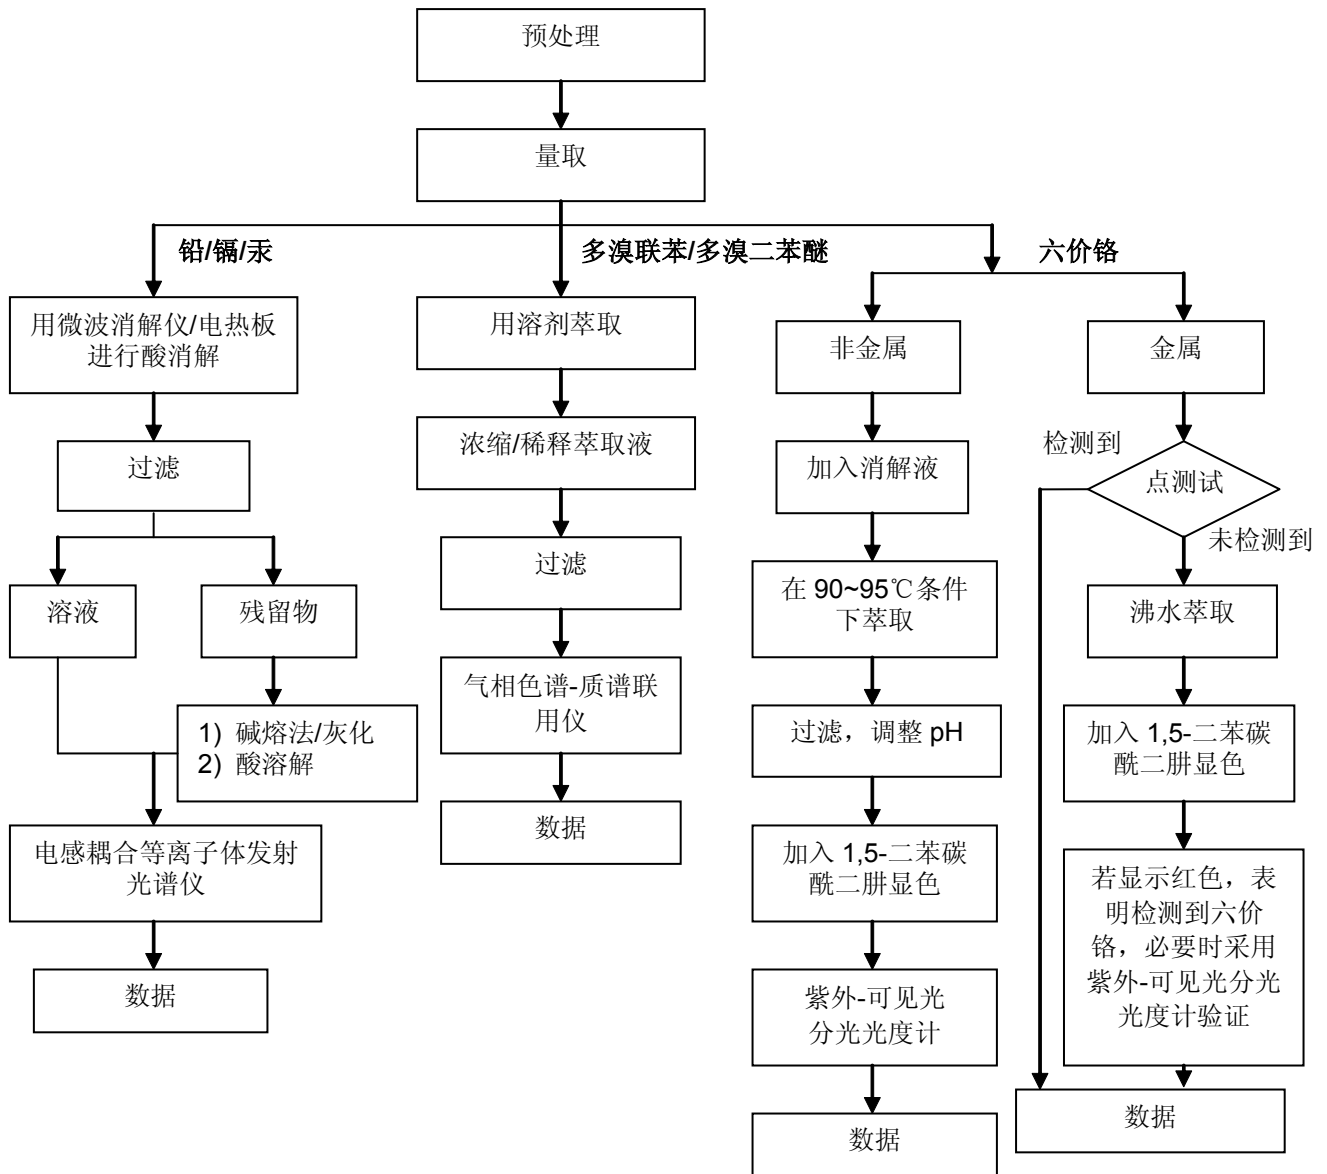 预处理
量取
铅/镉/汞
多溴联苯/多溴二苯醚
六价铬
用微波消解仪/电热板
进行酸消解
过滤
溶液
残留物
1) 碱熔法/灰化
2) 酸溶解
电感耦合等离子体发射
光谱仪
数据
用溶剂萃取
浓缩/稀释萃取液
过滤
气相色谱-质谱联
用仪
数据
非金属
加入消解液
在 90~95℃条件
下萃取
过滤，调整 pH
加入 1,5-二苯碳
酰二肼显色
紫外-可见光
分光光度计
数据
金属
检测到
点测试
未检测到
沸水萃取
加入 1,5-二苯碳
酰二肼显色
若显示红色，表
明检测到六价
铬，必要时采用
紫外-可见光分光
光度计验证
数据